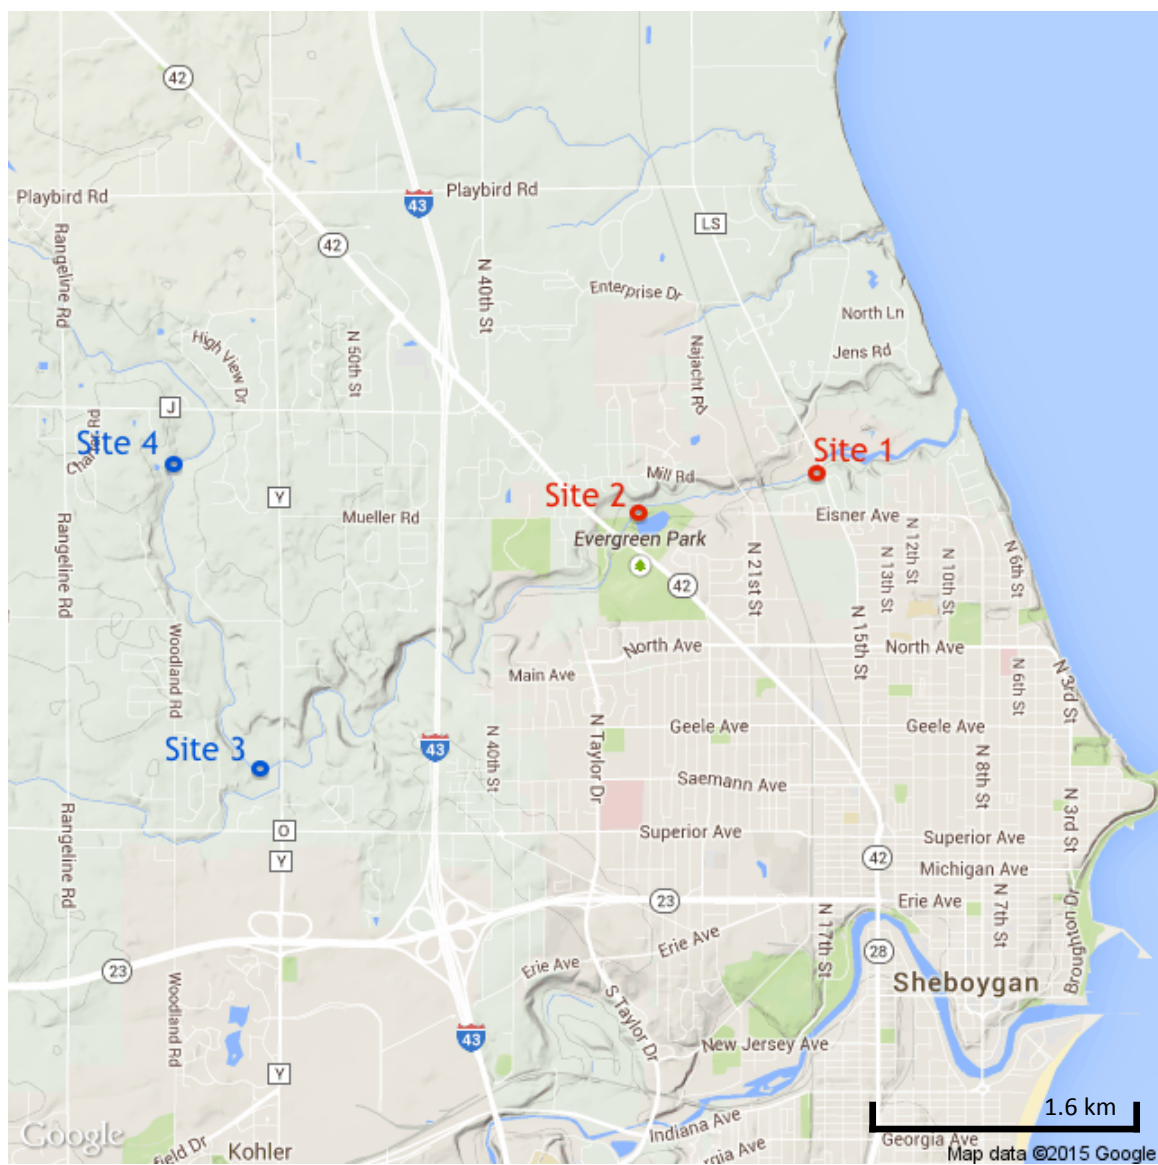 42
Playbird Rd
43
Playbird Rd
LS
Rangeline Rd
42
N 40th St
Enterprise Dr
North Ln
High View Dr
N 50th St
Najacht Rd
Jens Rd
J
Site 4
Site 1
Mill Rd
Site 2
Y
Mueller Rd
Eisner Ave
Evergreen Park
N 12th St
N 6th St
Rangeline Rd
42
N 21st St
N 13th St
N 10th St
Woodland Rd
North Ave
N 15th St
North Ave
Main Ave
N 6th St
N 3rd St
Geele Ave
Geele Ave
Site 3
43
N 40th St
N Taylor Dr
Saemann Ave
N 8th St
N 3rd St
Rangeline Rd
O
Superior Ave
Superior Ave
Y
42
Michigan Ave
23
Erie Ave
N 7th St
Erie Ave
N 17th St
Broughton Dr
23
Erie Ave
28
Sheboygan
Woodland Rd
S Taylor Dr
43
New Jersey Ave
Y
1.6 km
Google
field Dr
Kohler
Indiana Ave
rgia Ave
Georgia Ave
Map data ©2015 Google